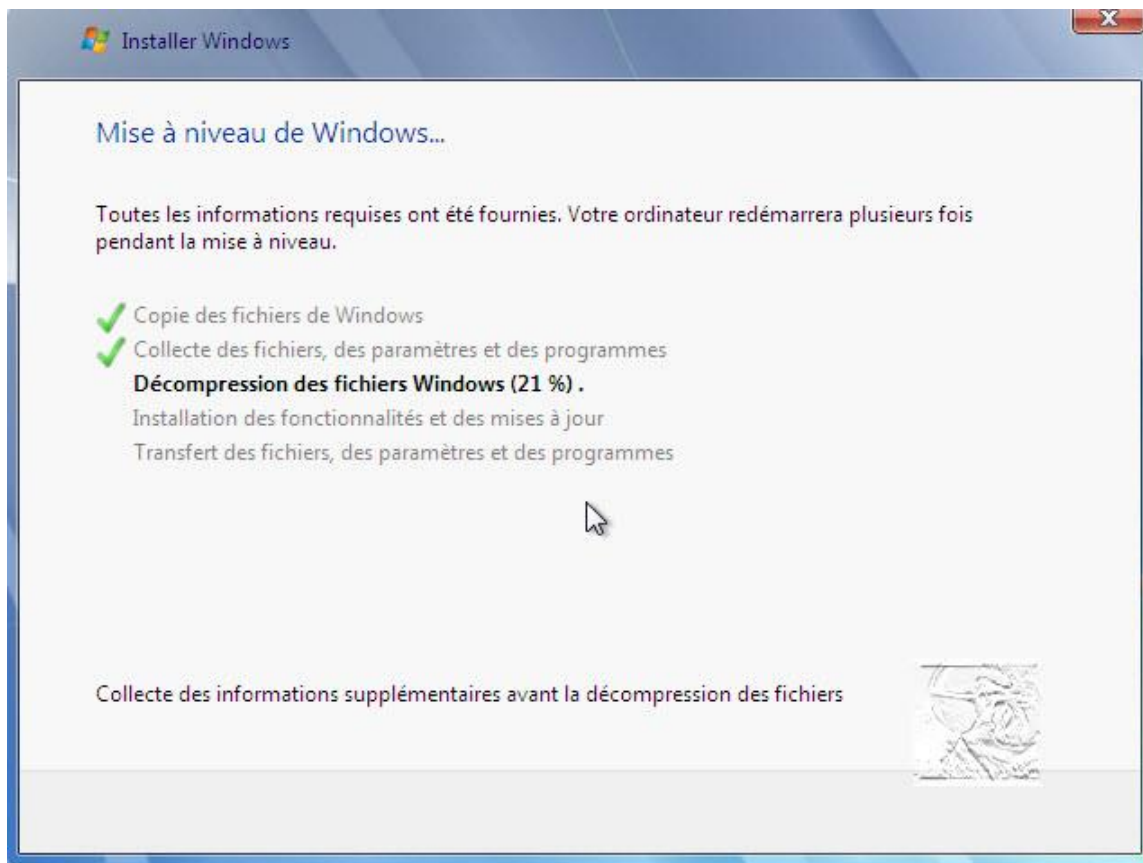 Installer Windows
Mise à niveau de Windows...
Toutes les informations requises ont été fournies. Votre ordinateur redémarrera plusieurs fois
pendant la mise à niveau.
Copie des fichiers de Windows
Collecte des fichiers, des paramètres et des programmes
Décompression des fichiers Windows (21 %) .
Installation des fonctionnalités et des mises à jour
Transfert des fichiers, des paramètres et des programmes
Collecte des informations supplémentaires avant la décompression des fichiers